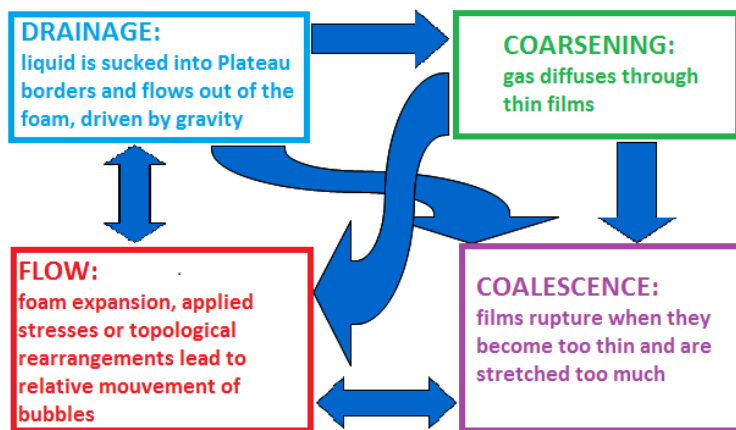 DRAINAGE:
liquid is sucked into Plateau
borders and flows out of the
foam, driven by gravity
COARSENING:
gas diffuses through
thin films
FLOW:
foam expansion, applied
stresses or topological
rearrangements lead to
relative mouvement of
bubbles
COALESCENCE:
films rupture when they
become too thin and are
stretched too much